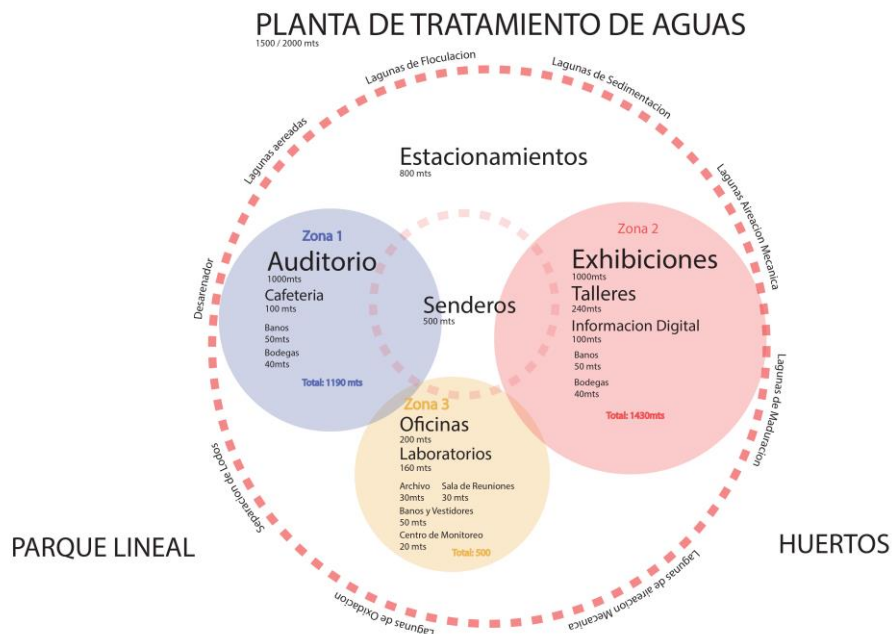 PLANTA DE TRATAMIENTO DE AGUAS
1500 / 2000 mts
Lagunas de Floculacion
Lagunas de Sedimentacion
Lagunas aereadas
Lagunas Aireacion Mecanica
Desarenador
Lagunas de Maduracion
Separacion de Lodos
Lagunas de Oxidacion
Lagunas de aireacion Mecanica
Estacionamientos
800 mts
Zona 1
Auditorio
1000mts
Cafeteria
100 mts
Banos
50mts
Bodegas
40mts
Total: 1190 mts
Senderos
500 mts
Zona 2
Exhibiciones
1000mts
Talleres
240mts
Informacion Digital
100mts
Banos
50 mts
Bodegas
40mts
Total: 1430mts
Zona 3
Oficinas
200 mts
Laboratorios
160 mts
Archivo Sala de Reuniones
30mts 30 mts
Banos y Vestidores
50 mts
Centro de Monitoreo
20 mts
Total: 500
PARQUE LINEAL
HUERTOS